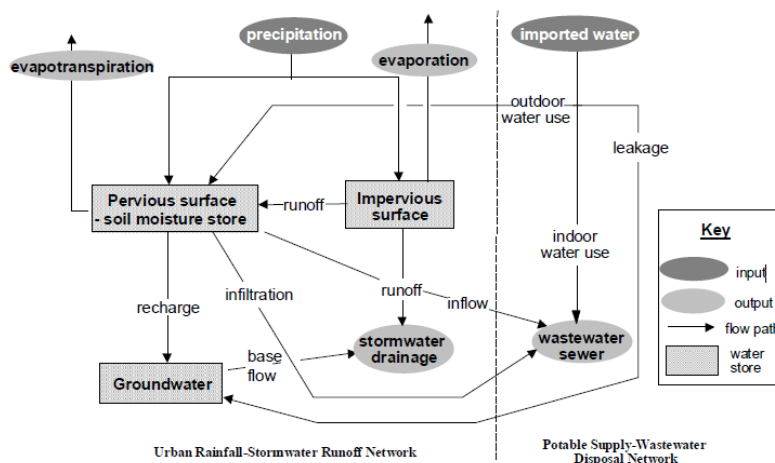 precipitation
imported water
evapotranspiration
evaporation
outdoor
water use
leakage
Pervious surface
- soil moisture store
runoff
Impervious
surface
Key
input
output
flow path
water
store
indoor
water use
recharge
infiltration
runoff
inflow
stormwater
drainage
wastewater
sewer
base
flow
Groundwater
Urban Rainfall-Stormwater Runoff Network
Potable Supply-Wastewater
Disposal Network